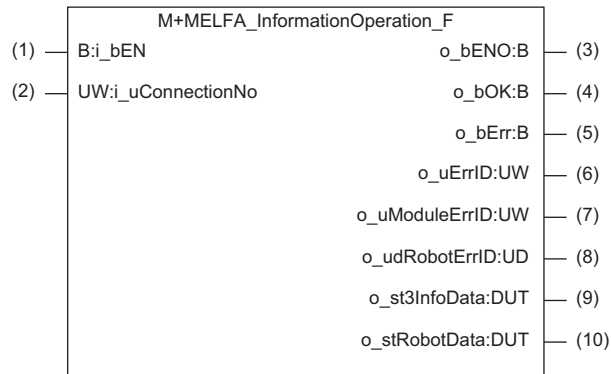 M+MELFA_InformationOperation_F
(1) B:i_bEN o_bENO:B (3)
(2) UW:i_uConnectionNo o_bOK:B (4)
o_bErr:B (5)
o_uErrID:UW (6)
o_uModuleErrID:UW (7)
o_udRobotErrID:UD (8)
o_st3InfoData:DUT (9)
o_stRobotData:DUT (10)